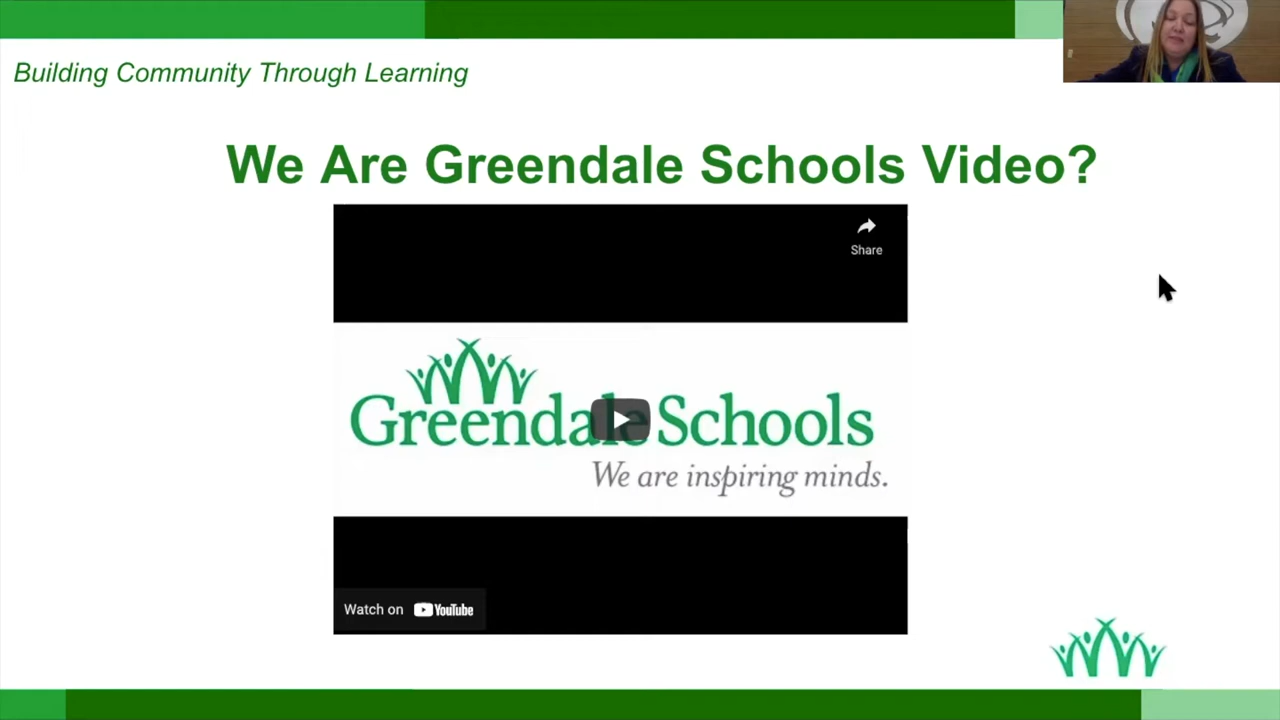 Building Community Through Learning
We Are Greendale Schools Video?
Share
Greendale Schools
We are inspiring minds.
Watch on YouTube